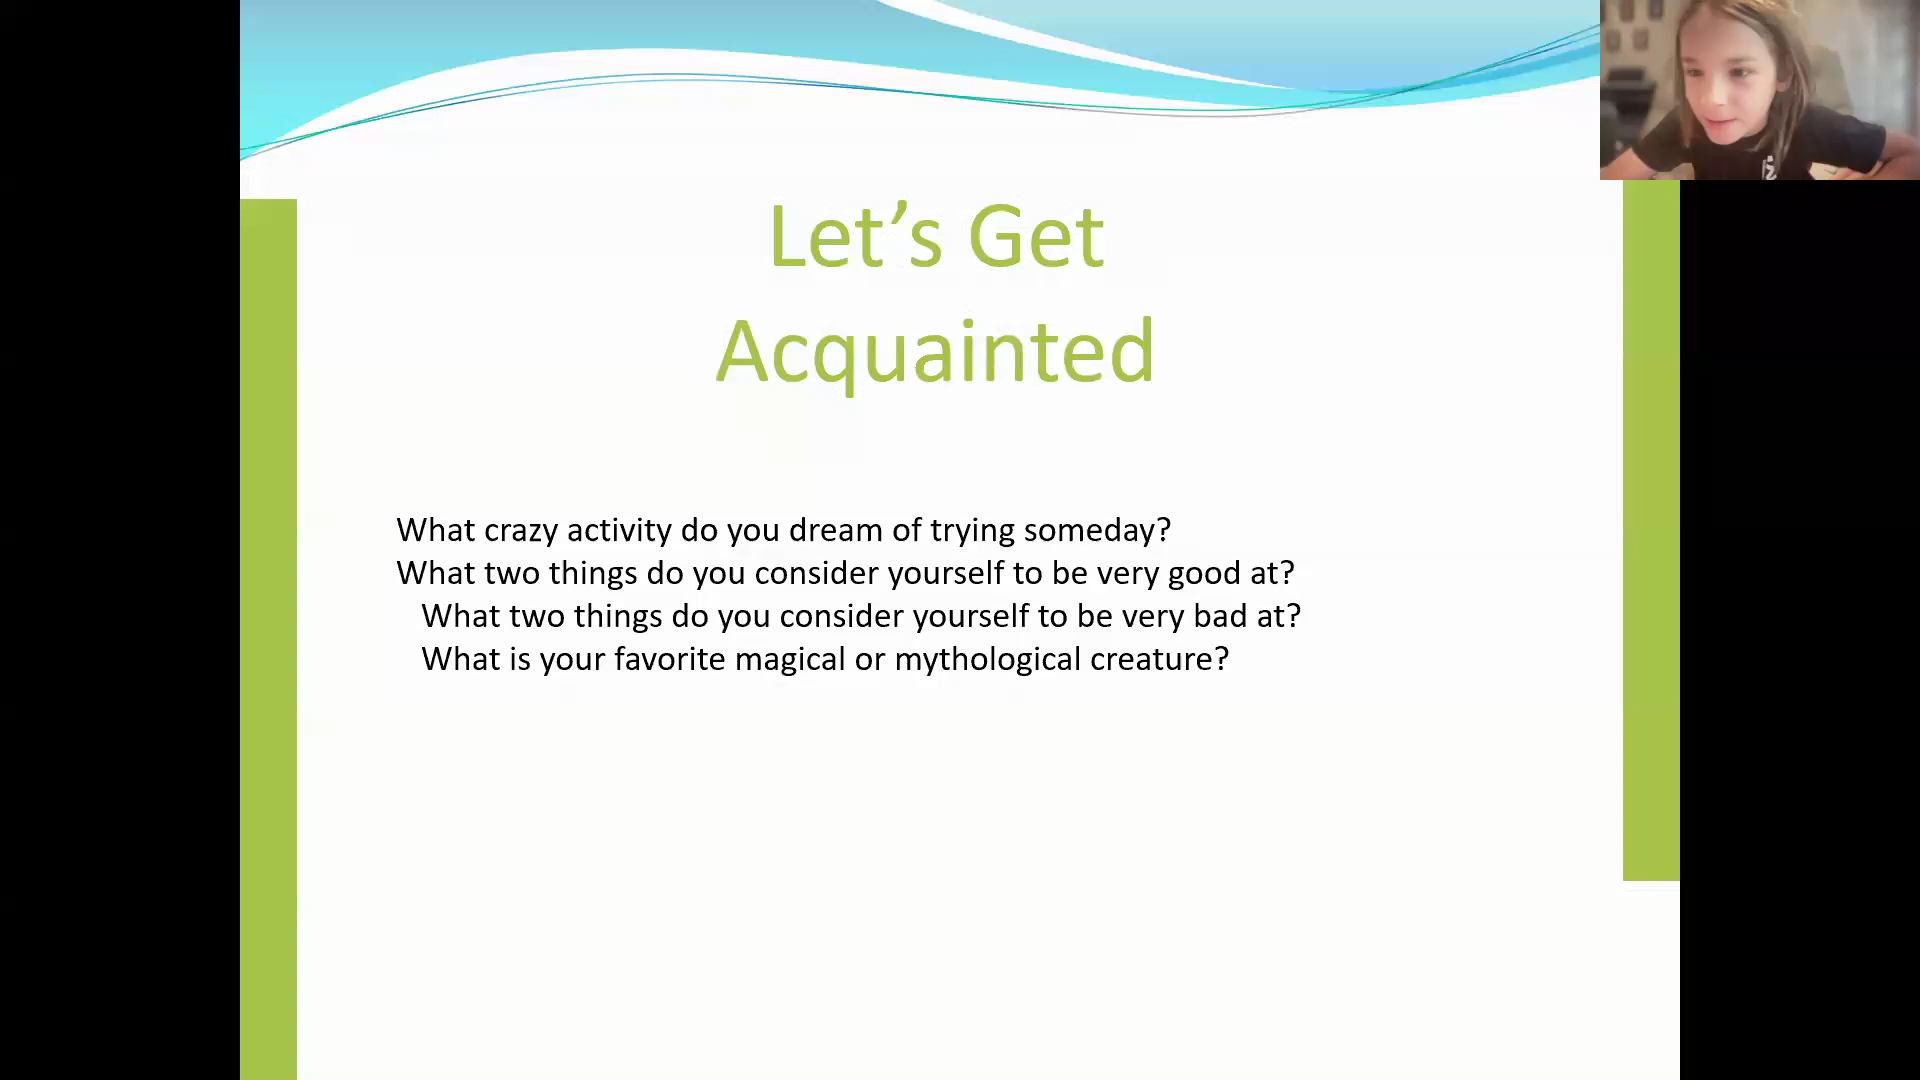 Let’s Get
Acquainted
What crazy activity do you dream of trying someday?
What two things do you consider yourself to be very good at?
What two things do you consider yourself to be very bad at?
What is your favorite magical or mythological creature?